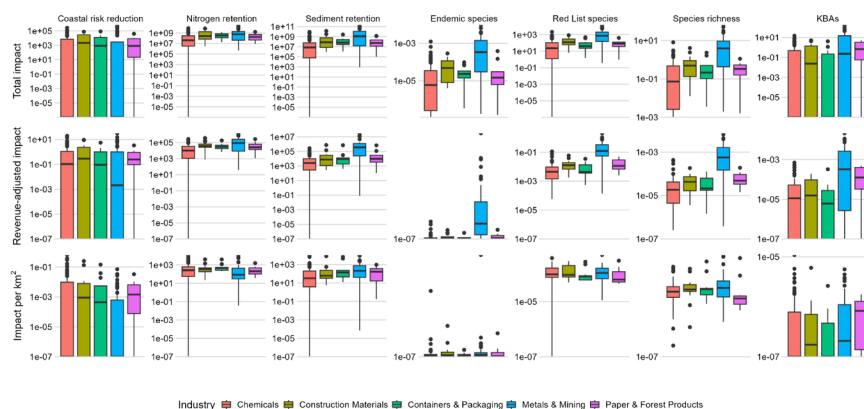 Coastal risk reduction Nitrogen retention Sediment retention Endemic species Red List species Species richness KBAs
Total impact
1e+05
1e+03
1e+01
1e-01
1e-03
1e-05
1e+09
1e+07
1e+05
1e+03
1e+01
1e-01
1e-03
1e-05
1e+11
1e+09
1e+07
1e+05
1e+03
1e+01
1e-01
1e-03
1e-05
1e-03
1e-05
1e+03
1e+01
1e-01
1e-03
1e-05
1e+01
1e-01
1e-03
1e-01
1e-05
Revenue-adjusted impact
1e+01
1e-01
1e-03
1e-05
1e-07
1e+05
1e+03
1e+01
1e-01
1e-03
1e-05
1e-07
1e+07
1e+05
1e+03
1e+01
1e-01
1e-03
1e-05
1e-07
1e-07
1e-01
1e-03
1e-05
1e-07
1e-03
1e-05
1e-07
1e-03
1e-05
1e-07
Impact per km²
1e-01
1e-03
1e-05
1e-07
1e+03
1e+01
1e-01
1e-03
1e-05
1e-07
1e+03
1e+01
1e-01
1e-03
1e-05
1e-07
1e-07
1e-05
1e-07
1e-05
1e-07
1e-05
1e-07
Industry Chemicals Construction Materials Containers & Packaging Metals & Mining Paper & Forest Products